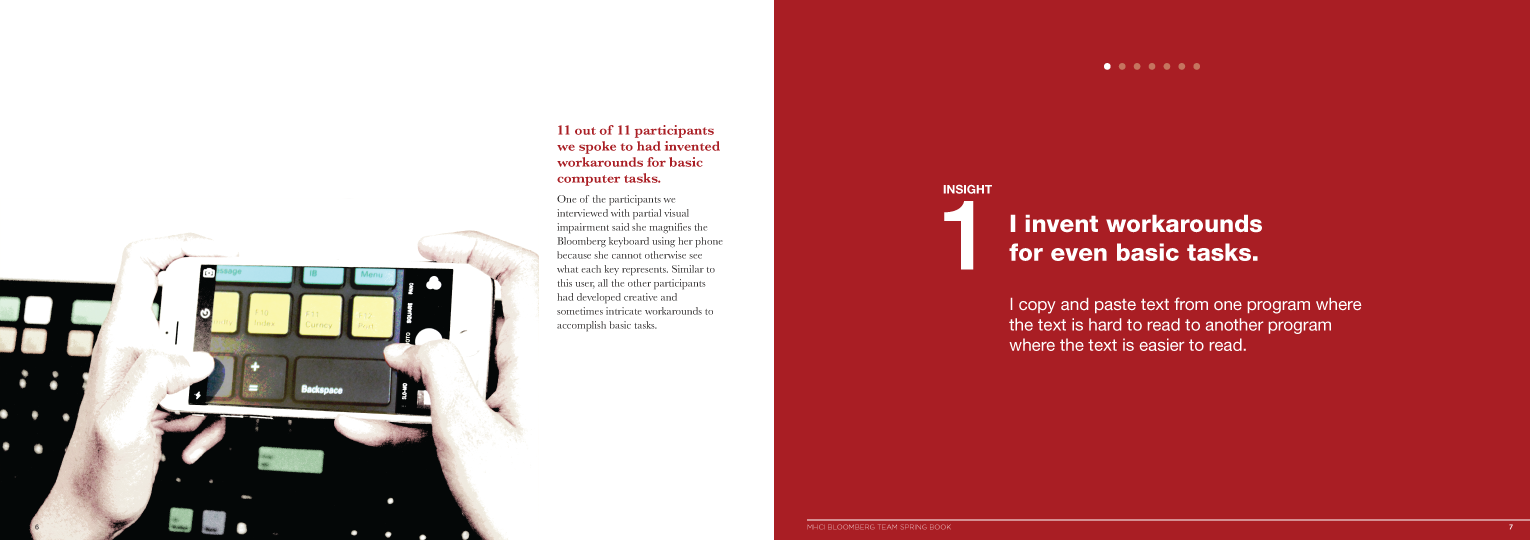 11 out of 11 participants
we spoke to had invented
workarounds for basic
computer tasks.
One of the participants we
interviewed with partial visual
impairment said she magnifies the
Bloomberg keyboard using her phone
because she cannot otherwise see
what each key represents. Similar to
this user, all the other participants
had developed creative and
sometimes intricate workarounds to
accomplish basic tasks.
IB
Menu
F10
Index
F11
Curncy
F12
+
=
Backspace
PANO
SQUARE
SLO-MO
6
INSIGHT
1
I invent workarounds
for even basic tasks.
I copy and paste text from one program where
the text is hard to read to another program
where the text is easier to read.
MHCI BLOOMBERG TEAM SPRING BOOK
7